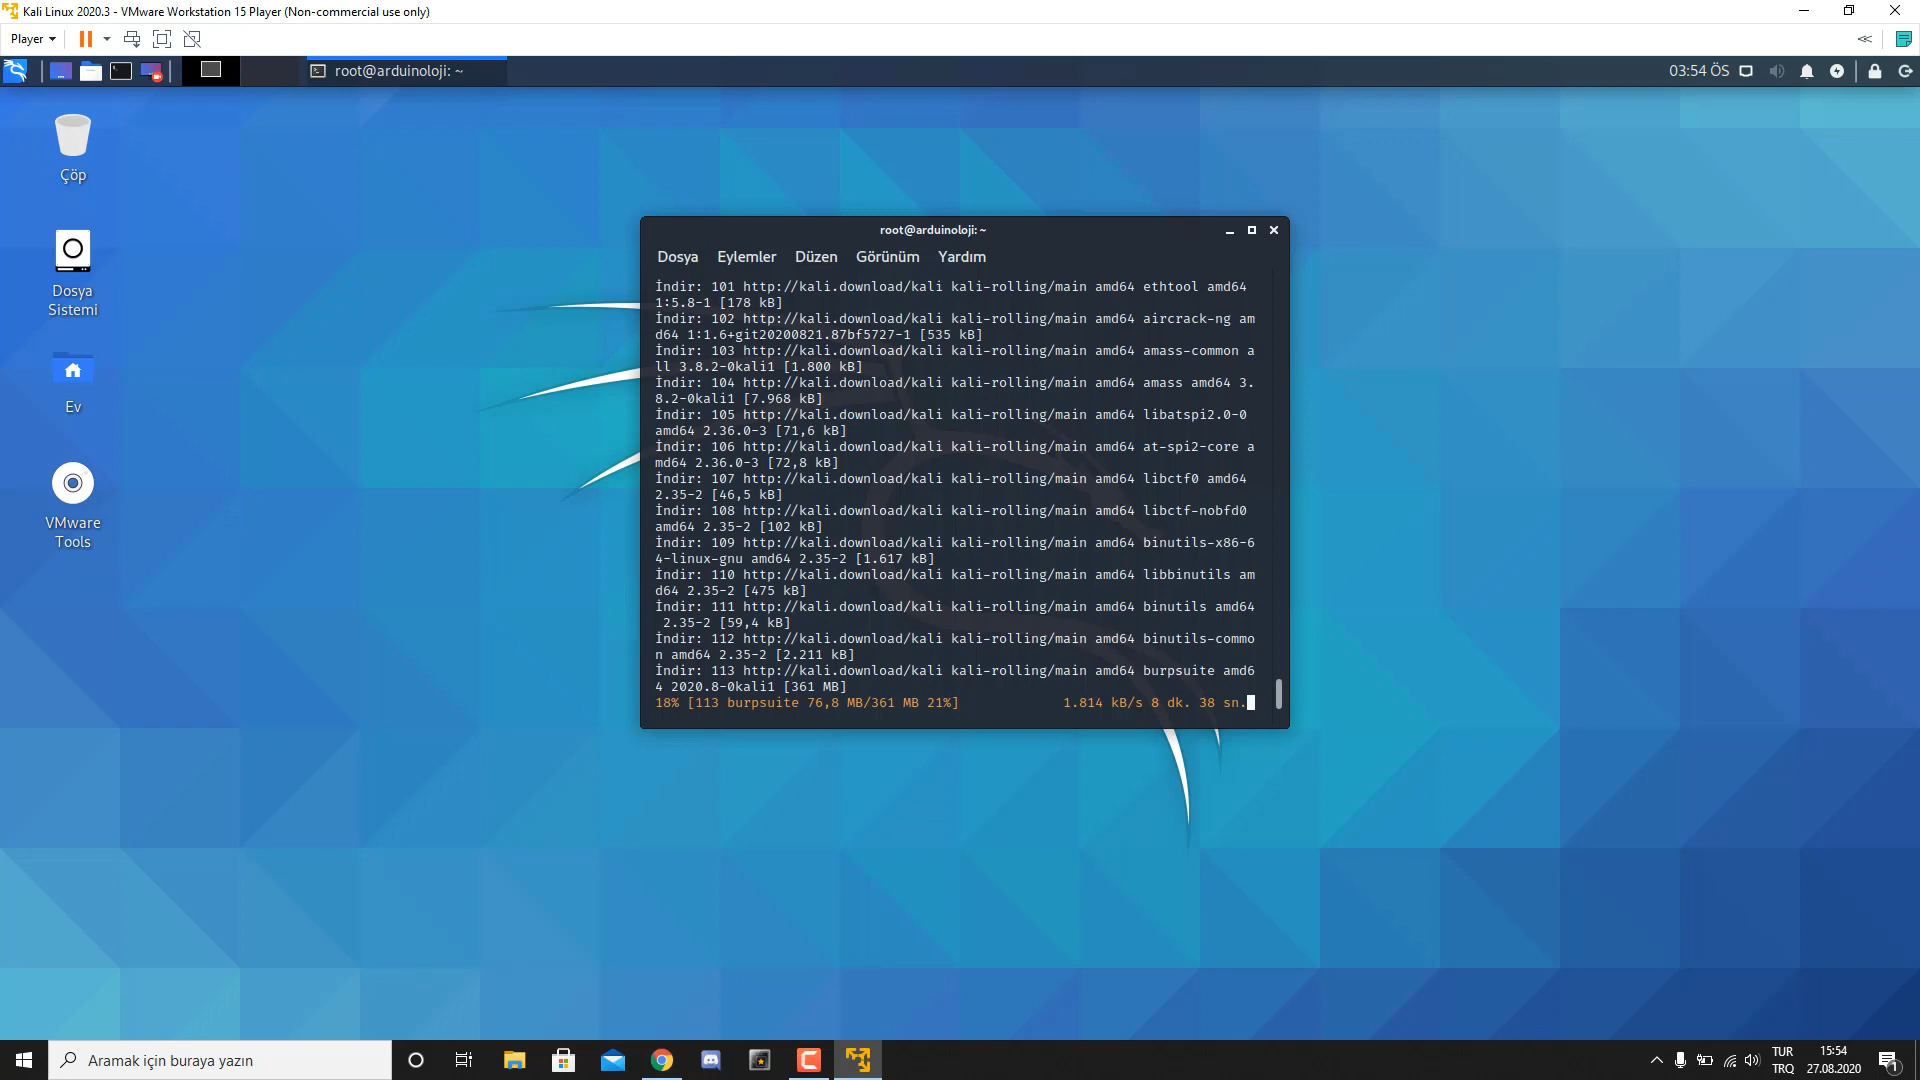 Kali Linux 2020.3 - VMware Workstation 15 Player (Non-commercial use only)
Player
root@arduinoloji: ~
03:54 ÖS
Çöp
Dosya
Sistemi
Ev
VMware
Tools
root@arduinoloji: ~
Dosya Eylemler Düzen Görünüm Yardım
İndir: 101 http://kali.download/kali kali-rolling/main amd64 ethtool amd64
1:5.8-1 [178 kB]
İndir: 102 http://kali.download/kali kali-rolling/main amd64 aircrack-ng am
d64 1:1.6+git20200821.87bf5727-1 [535 kB]
İndir: 103 http://kali.download/kali kali-rolling/main amd64 amass-common a
ll 3.8.2-0kali1 [1.800 kB]
İndir: 104 http://kali.download/kali kali-rolling/main amd64 amass amd64 3.
8.2-0kali1 [7.968 kB]
İndir: 105 http://kali.download/kali kali-rolling/main amd64 libatspi2.0-0
amd64 2.36.0-3 [71,6 kB]
İndir: 106 http://kali.download/kali kali-rolling/main amd64 at-spi2-core a
md64 2.36.0-3 [72,8 kB]
İndir: 107 http://kali.download/kali kali-rolling/main amd64 libctf0 amd64
2.35-2 [46,5 kB]
İndir: 108 http://kali.download/kali kali-rolling/main amd64 libctf-nobfd0
amd64 2.35-2 [102 kB]
İndir: 109 http://kali.download/kali kali-rolling/main amd64 binutils-x86-6
4-linux-gnu amd64 2.35-2 [1.617 kB]
İndir: 110 http://kali.download/kali kali-rolling/main amd64 libbinutils am
d64 2.35-2 [475 kB]
İndir: 111 http://kali.download/kali kali-rolling/main amd64 binutils amd64
2.35-2 [59,4 kB]
İndir: 112 http://kali.download/kali kali-rolling/main amd64 binutils-commo
n amd64 2.35-2 [2.211 kB]
İndir: 113 http://kali.download/kali kali-rolling/main amd64 burpsuite amd6
4 2020.8-0kali1 [361 MB]
18% [113 burpsuite 76,8 MB/361 MB 21%] 1.814 kB/s 8 dk. 38 sn.
Aramak için buraya yazın
TUR
TRQ
15:54
27.08.2020
1